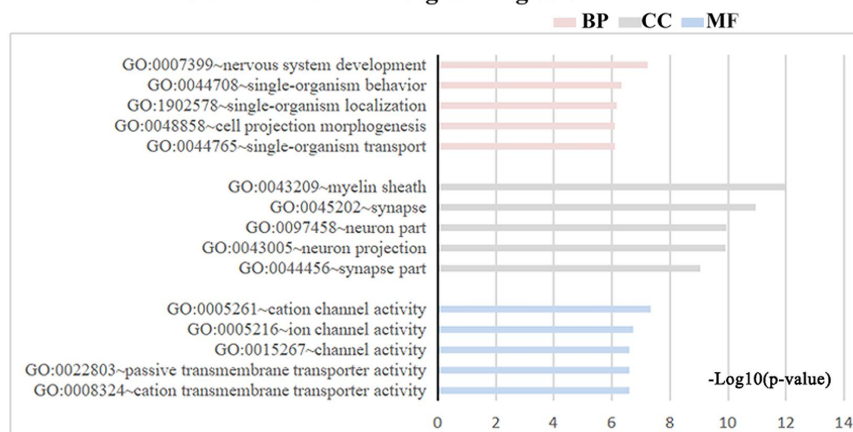 BP CC MF
GO:0007399~nervous system development
GO:0044708~single-organism behavior
GO:1902578~single-organism localization
GO:0048858~cell projection morphogenesis
GO:0044765~single-organism transport
GO:0043209~myelin sheath
GO:0045202~synapse
GO:0097458~neuron part
GO:0043005~neuron projection
GO:0044456~synapse part
GO:0005261~cation channel activity
GO:0005216~ion channel activity
GO:0015267~channel activity
GO:0022803~passive transmembrane transporter activity
GO:0008324~cation transmembrane transporter activity
-Log10(p-value)
0 2 4 6 8 10 12 14